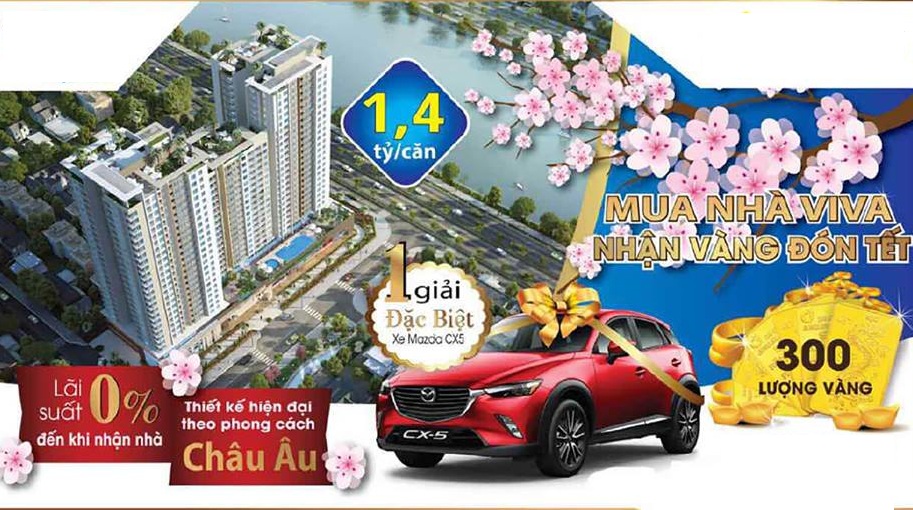 1,4
tỷ/căn
MUA NHÀ VIVA
NHẬN VÀNG ĐÓN TẾT
1 giải
Đặc Biệt
Xe Mazda CX5
300
LƯỢNG VÀNG
Lãi
suất 0%
đến khi nhận nhà
Thiết kế hiện đại
theo phong cách
Châu Âu
CX-5